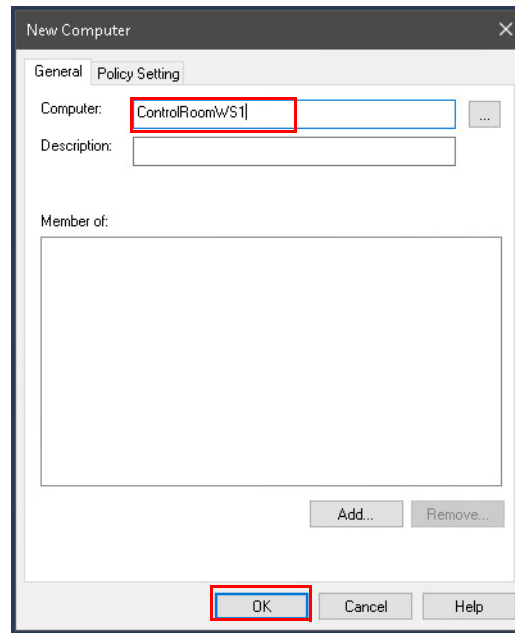 New Computer
General Policy Setting
Computer: ControlRoomWS1 ...
Description:
Member of:
Add... Remove...
OK Cancel Help